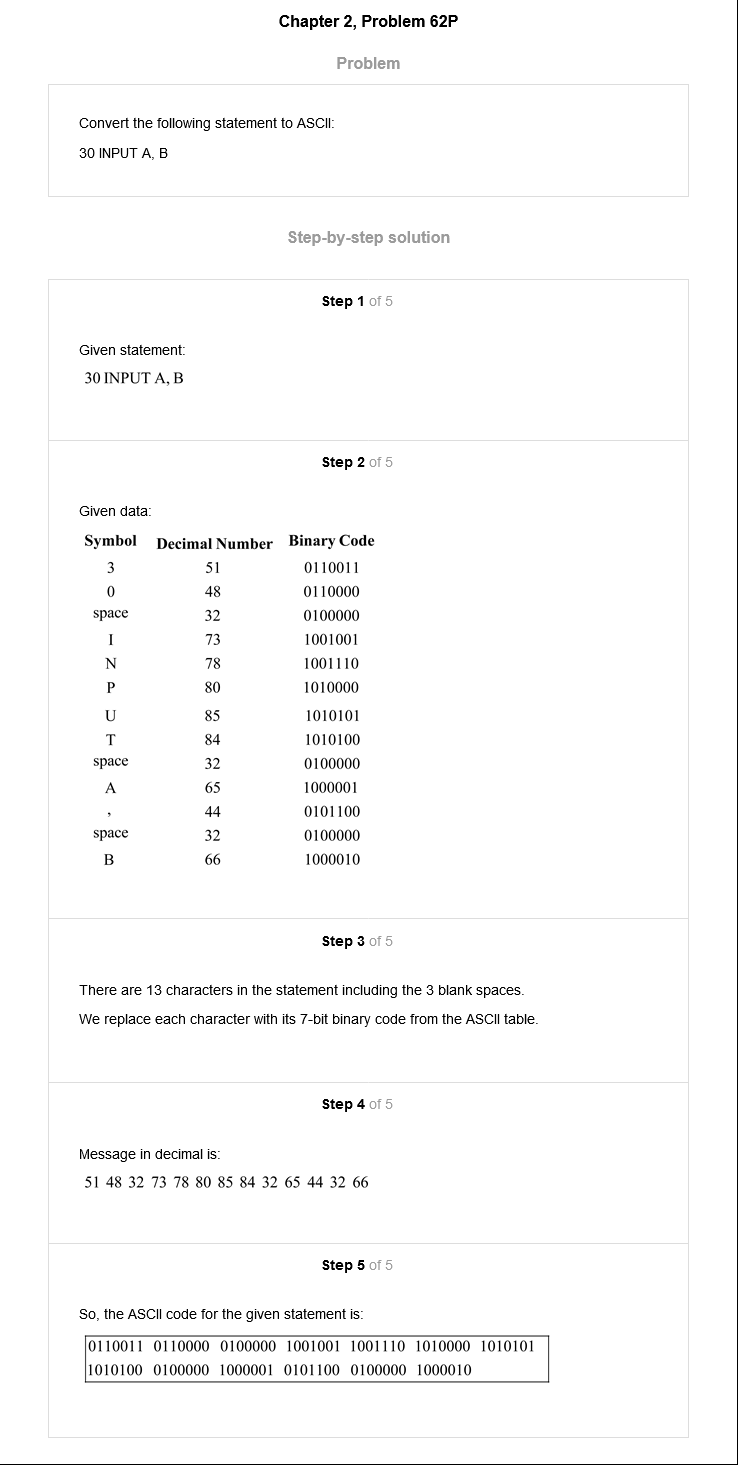 Chapter 2, Problem 62P
Problem
Convert the following statement to ASCII:
30 INPUT A, B
Step-by-step solution
Step 1 of 5
Given statement:
30 INPUT A, B
Step 2 of 5
Given data:
Symbol Decimal Number Binary Code
3 51 0110011
0 48 0110000
space 32 0100000
I 73 1001001
N 78 1001110
P 80 1010000
U 85 1010101
T 84 1010100
space 32 0100000
A 65 1000001
, 44 0101100
space 32 0100000
B 66 1000010
Step 3 of 5
There are 13 characters in the statement including the 3 blank spaces.
We replace each character with its 7-bit binary code from the ASCII table.
Step 4 of 5
Message in decimal is:
51 48 32 73 78 80 85 84 32 65 44 32 66
Step 5 of 5
So, the ASCII code for the given statement is:
0110011 0110000 0100000 1001001 1001110 1010000 1010101
1010100 0100000 1000001 0101100 0100000 1000010